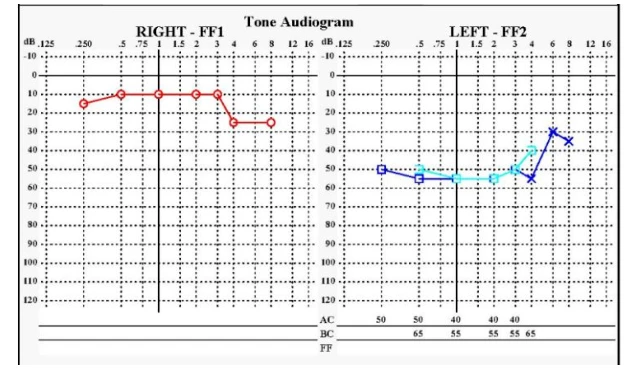 Tone Audiogram
RIGHT - FF1
LEFT - FF2
dB .125 .250 .5 .75 1 1.5 2 3 4 6 8 12 16
dB .125 .250 .5 .75 1 1.5 2 3 4 6 8 12 16
-10 -10
0 0
10 10
20 20
30 30
40 40
50 50
60 60
70 70
80 80
90 90
100 100
110 110
120 120
AC 50 50 40 40 40
BC 65 55 55 55 65
FF